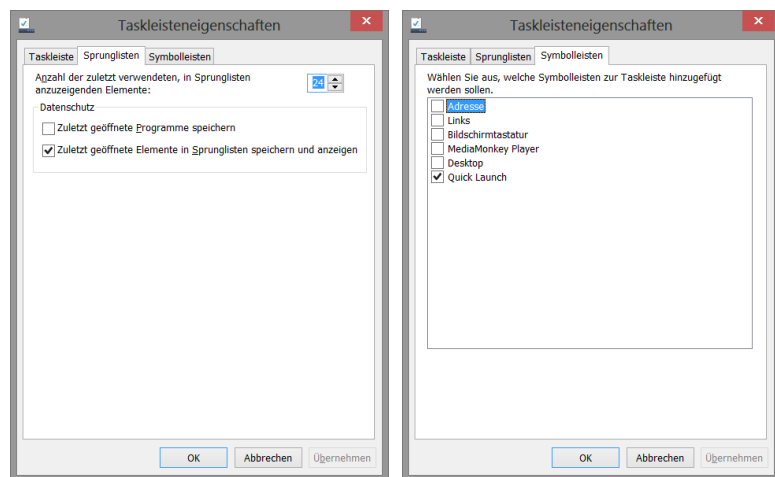 Taskleisteneigenschaften
Taskleiste Sprunglisten Symbolleisten
Anzahl der zuletzt verwendeten, in Sprunglisten
anzuzeigenden Elemente:
24
Datenschutz
Zuletzt geöffnete Programme speichern
Zuletzt geöffnete Elemente in Sprunglisten speichern und anzeigen
OK Abbrechen Übernehmen
Taskleisteneigenschaften
Taskleiste Sprunglisten Symbolleisten
Wählen Sie aus, welche Symbolleisten zur Taskleiste hinzugefügt
werden sollen.
Adresse
Links
Bildschirmtastatur
MediaMonkey Player
Desktop
Quick Launch
OK Abbrechen Übernehmen